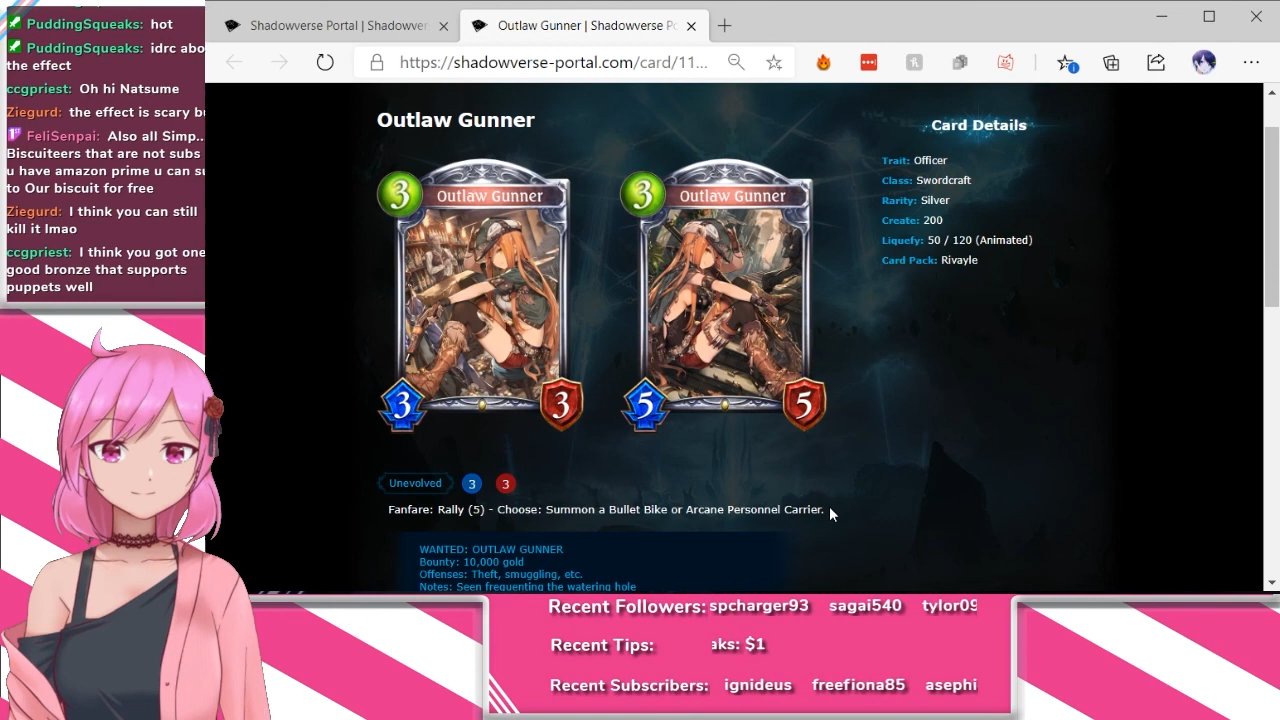 PuddingSqueaks: hot
PuddingSqueaks: idrc abo
the effect
ccgpriest: Oh hi Natsume
Ziegurd: the effect is scary bu
FeliSenpai: Also all Simp..
Biscuiteers that are not subs
u have amazon prime u can su
to Our biscuit for free
Ziegurd: I think you can still
kill it lmao
ccgpriest: I think you got one
good bronze that supports
puppets well
Shadowverse Portal | Shadowver
Outlaw Gunner | Shadowverse Po
https://shadowverse-portal.com/card/11...
Outlaw Gunner
3
Outlaw Gunner
3
3
3
Outlaw Gunner
5
5
Card Details
Trait: Officer
Class: Swordcraft
Rarity: Silver
Create: 200
Liquefy: 50 / 120 (Animated)
Card Pack: Rivayle
Unevolved 3 3
Fanfare: Rally (5) - Choose: Summon a Bullet Bike or Arcane Personnel Carrier.
WANTED: OUTLAW GUNNER
Bounty: 10,000 gold
Offenses: Theft, smuggling, etc.
Notes: Seen frequenting the watering hole
Recent Followers: spcharger93 sagai540 tylor09
Recent Tips: aks: $1
Recent Subscribers: ignideus freefiona85 asephi